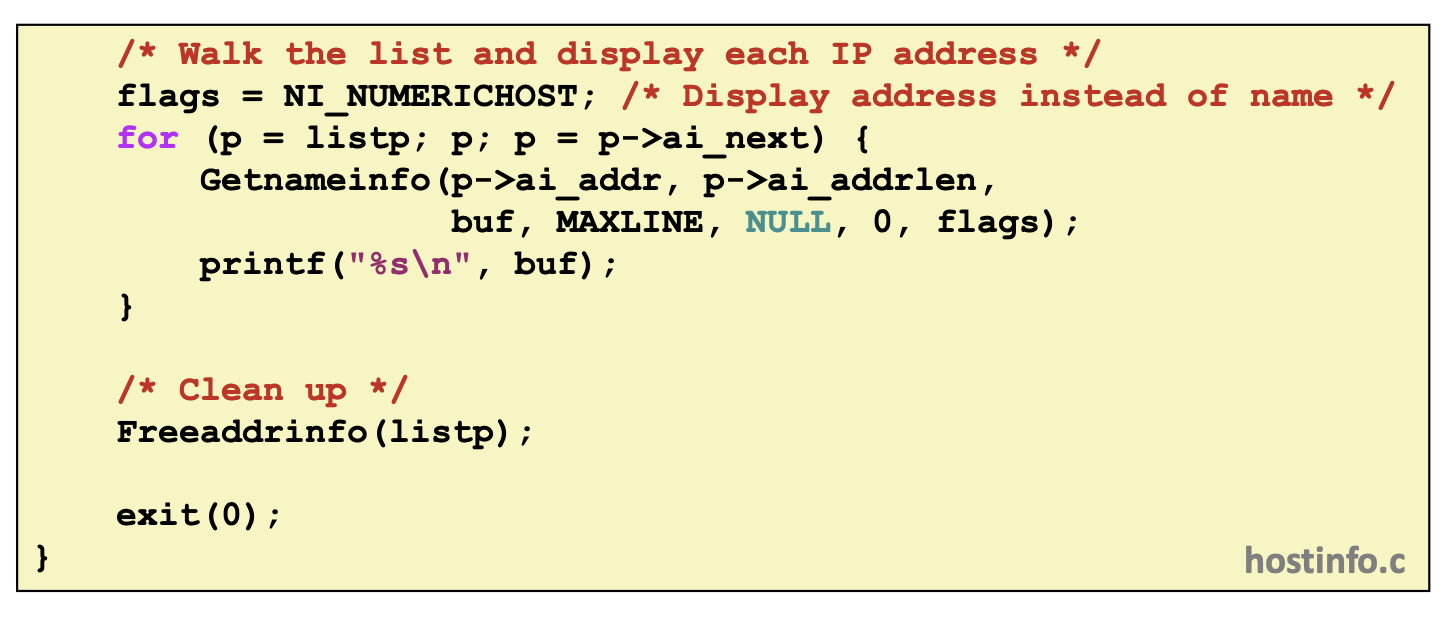 /* Walk the list and display each IP address */
flags = NI_NUMERICHOST; /* Display address instead of name */
for (p = listp; p; p = p->ai_next) {
Getnameinfo(p->ai_addr, p->ai_addrlen,
buf, MAXLINE, NULL, 0, flags);
printf("%s\n", buf);
}
/* Clean up */
Freeaddrinfo(listp);
exit(0);
}
hostinfo.c